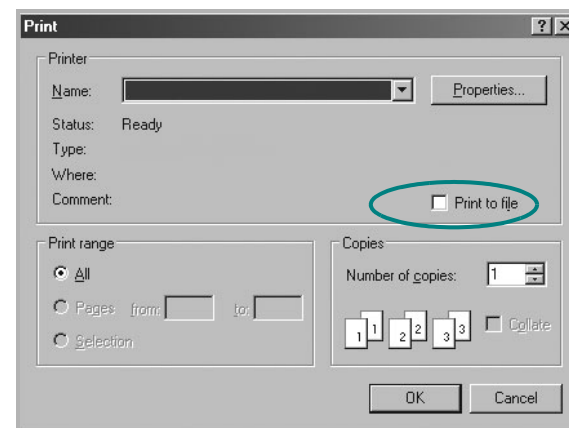 Print
Printer
Name:
Properties...
Status: Ready
Type:
Where:
Comment:
Print to file
Print range
All
Pages from: to:
Selection
Copies
Number of copies: 1
1 1 2 2 3 3
Collate
OK Cancel